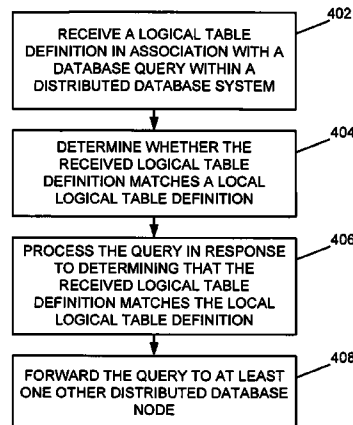 402
RECEIVE A LOGICAL TABLE
DEFINITION IN ASSOCIATION WITH A
DATABASE QUERY WITHIN A
DISTRIBUTED DATABASE SYSTEM
404
DETERMINE WHETHER THE
RECEIVED LOGICAL TABLE
DEFINITION MATCHES A LOCAL
LOGICAL TABLE DEFINITION
406
PROCESS THE QUERY IN RESPONSE
TO DETERMINING THAT THE
RECEIVED LOGICAL TABLE
DEFINITION MATCHES THE LOCAL
LOGICAL TABLE DEFINITION
408
FORWARD THE QUERY TO AT LEAST
ONE OTHER DISTRIBUTED DATABASE
NODE